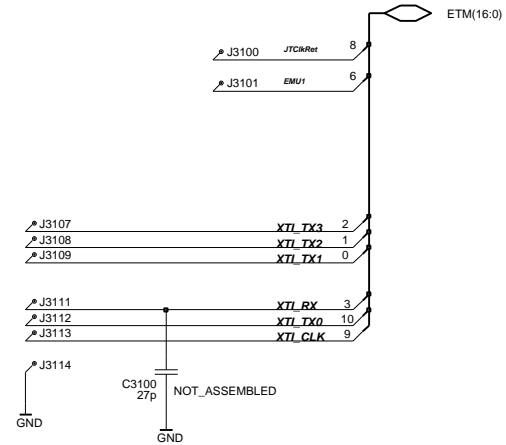 ETM(16:0)
J3100 JTClkRet 8
J3101 EMU1 6
J3107 XTI_TX3 2
J3108 XTI_TX2 1
J3109 XTI_TX1 0
J3111 XTI_RX 3
J3112 XTI_TX0 10
J3113 XTI_CLK 9
J3114
C3100
27p NOT_ASSEMBLED
GND
GND